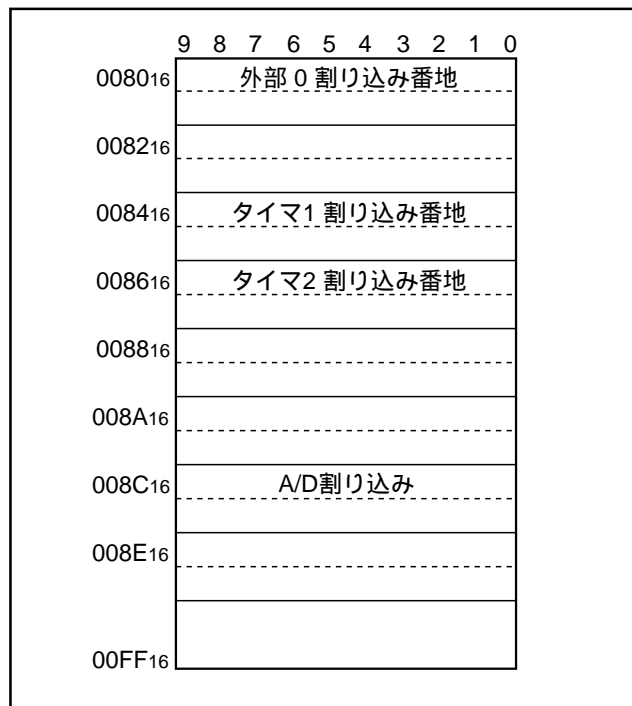 9 8 7 6 5 4 3 2 1 0
0080₁₆ 外部 0 割り込み番地
0082₁₆
0084₁₆ タイマ1 割り込み番地
0086₁₆ タイマ2 割り込み番地
0088₁₆
008A₁₆
008C₁₆ A/D割り込み
008E₁₆
00FF₁₆